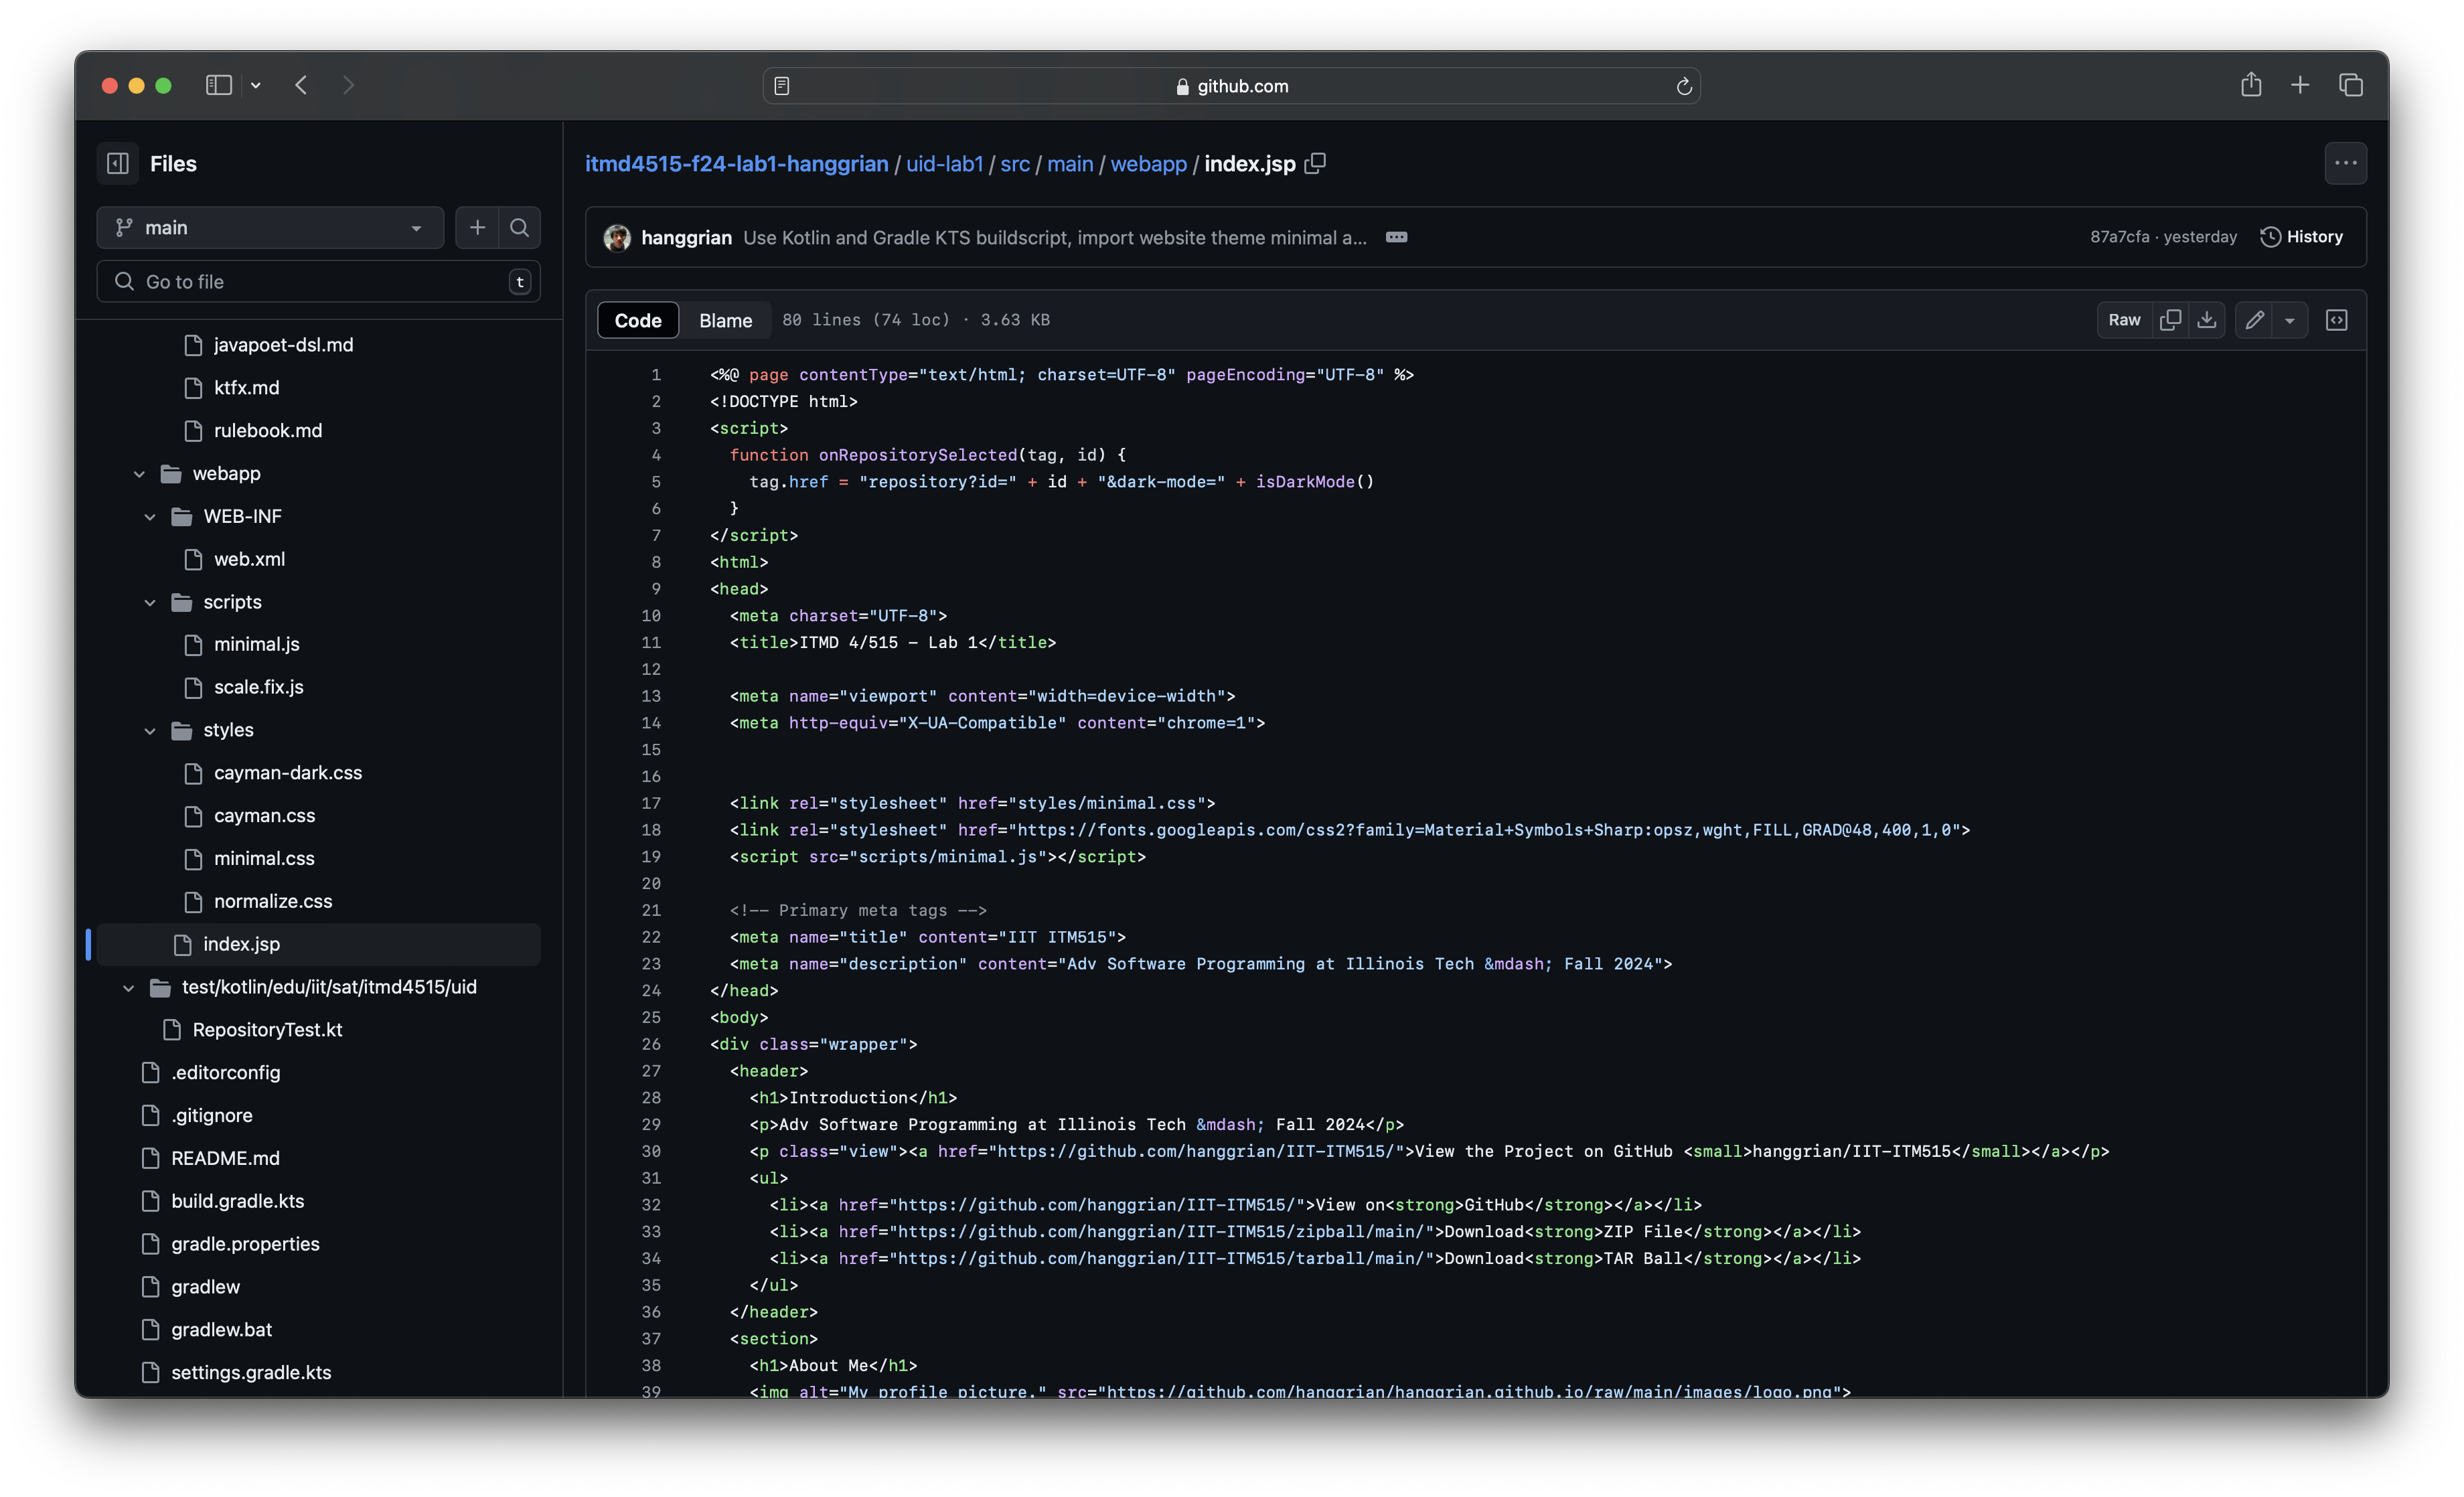 github.com
Files
main
Go to file
t
javapoet-dsl.md
ktfx.md
rulebook.md
webapp
WEB-INF
web.xml
scripts
minimal.js
scale.fix.js
styles
cayman-dark.css
cayman.css
minimal.css
normalize.css
index.jsp
test/kotlin/edu/iit/sat/itmd4515/uid
RepositoryTest.kt
.editorconfig
.gitignore
README.md
build.gradle.kts
gradle.properties
gradlew
gradlew.bat
settings.gradle.kts
itmd4515-f24-lab1-hanggrian / uid-lab1 / src / main / webapp / index.jsp
hanggrian Use Kotlin and Gradle KTS buildscript, import website theme minimal a...
87a7cfa · yesterday History
Code Blame 80 lines (74 loc) · 3.63 KB Raw
1 <%@ page contentType="text/html; charset=UTF-8" pageEncoding="UTF-8" %>
2 <!DOCTYPE html>
3 <script>
4 function onRepositorySelected(tag, id) {
5 tag.href = "repository?id=" + id + "&dark-mode=" + isDarkMode()
6 }
7 </script>
8 <html>
9 <head>
10 <meta charset="UTF-8">
11 <title>ITMD 4/515 – Lab 1</title>
12
13 <meta name="viewport" content="width=device-width">
14 <meta http-equiv="X-UA-Compatible" content="chrome=1">
15
16
17 <link rel="stylesheet" href="styles/minimal.css">
18 <link rel="stylesheet" href="https://fonts.googleapis.com/css2?family=Material+Symbols+Sharp:opsz,wght,FILL,GRAD@48,400,1,0">
19 <script src="scripts/minimal.js"></script>
20
21 <!-- Primary meta tags -->
22 <meta name="title" content="IIT ITM515">
23 <meta name="description" content="Adv Software Programming at Illinois Tech &mdash; Fall 2024">
24 </head>
25 <body>
26 <div class="wrapper">
27 <header>
28 <h1>Introduction</h1>
29 <p>Adv Software Programming at Illinois Tech &mdash; Fall 2024</p>
30 <p class="view"><a href="https://github.com/hanggrian/IIT-ITM515/">View the Project on GitHub <small>hanggrian/IIT-ITM515</small></a></p>
31 <ul>
32 <li><a href="https://github.com/hanggrian/IIT-ITM515/">View on<strong>GitHub</strong></a></li>
33 <li><a href="https://github.com/hanggrian/IIT-ITM515/zipball/main/">Download<strong>ZIP File</strong></a></li>
34 <li><a href="https://github.com/hanggrian/IIT-ITM515/tarball/main/">Download<strong>TAR Ball</strong></a></li>
35 </ul>
36 </header>
37 <section>
38 <h1>About Me</h1>
39 <img alt="My profile picture." src="https://github.com/hanggrian/hanggrian.github.io/raw/main/images/logo.png">